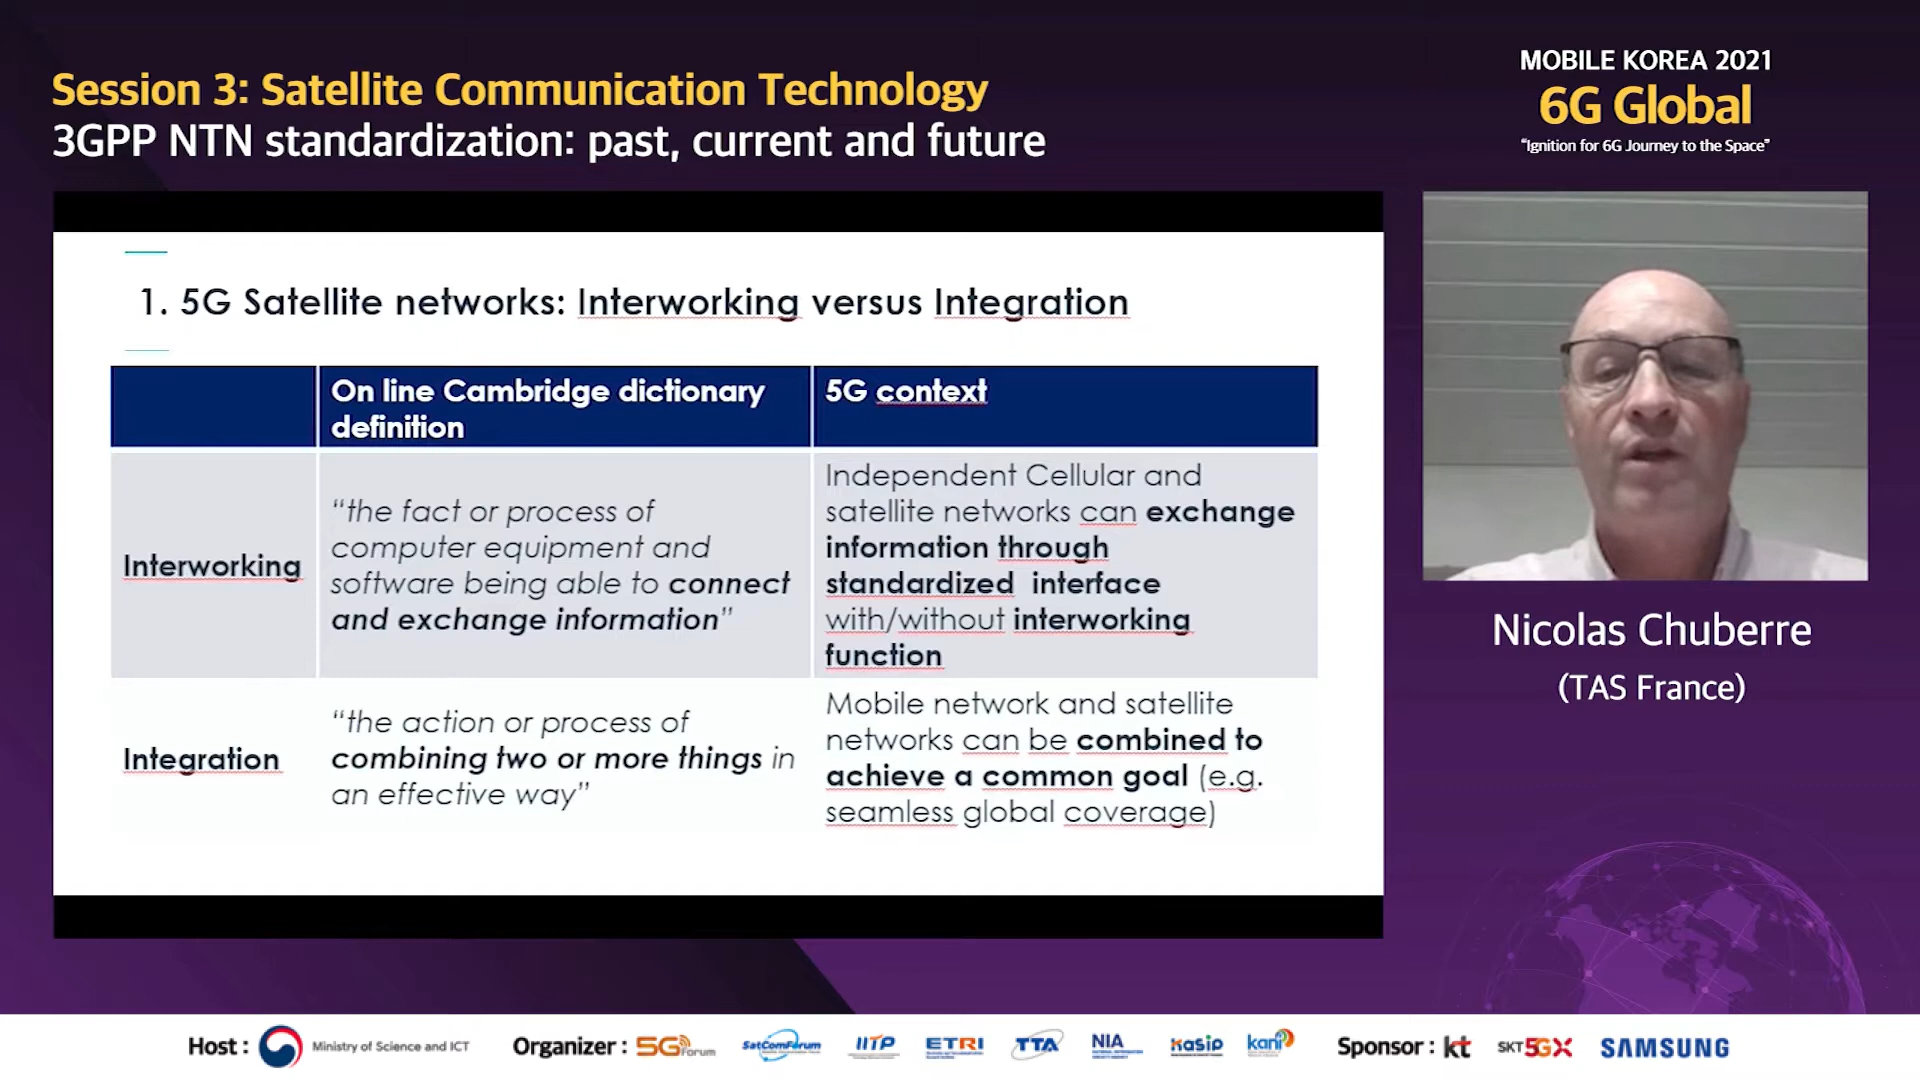 Session 3: Satellite Communication Technology
3GPP NTN standardization: past, current and future
MOBILE KOREA 2021
6G Global
“Ignition for 6G Journey to the Space”
1. 5G Satellite networks: Interworking versus Integration
On line Cambridge dictionary
definition
5G context
Interworking
“the fact or process of
computer equipment and
software being able to connect
and exchange information”
Independent Cellular and
satellite networks can exchange
information through
standardized interface
with/without interworking
function
Integration
“the action or process of
combining two or more things in
an effective way”
Mobile network and satellite
networks can be combined to
achieve a common goal (e.g.
seamless global coverage)
Nicolas Chuberre
(TAS France)
Host : Ministry of Science and ICT Organizer : 5G forum SatComForum IITP ETRI TTA NIA Kasip kani Sponsor : kt SKT 5GX SAMSUNG